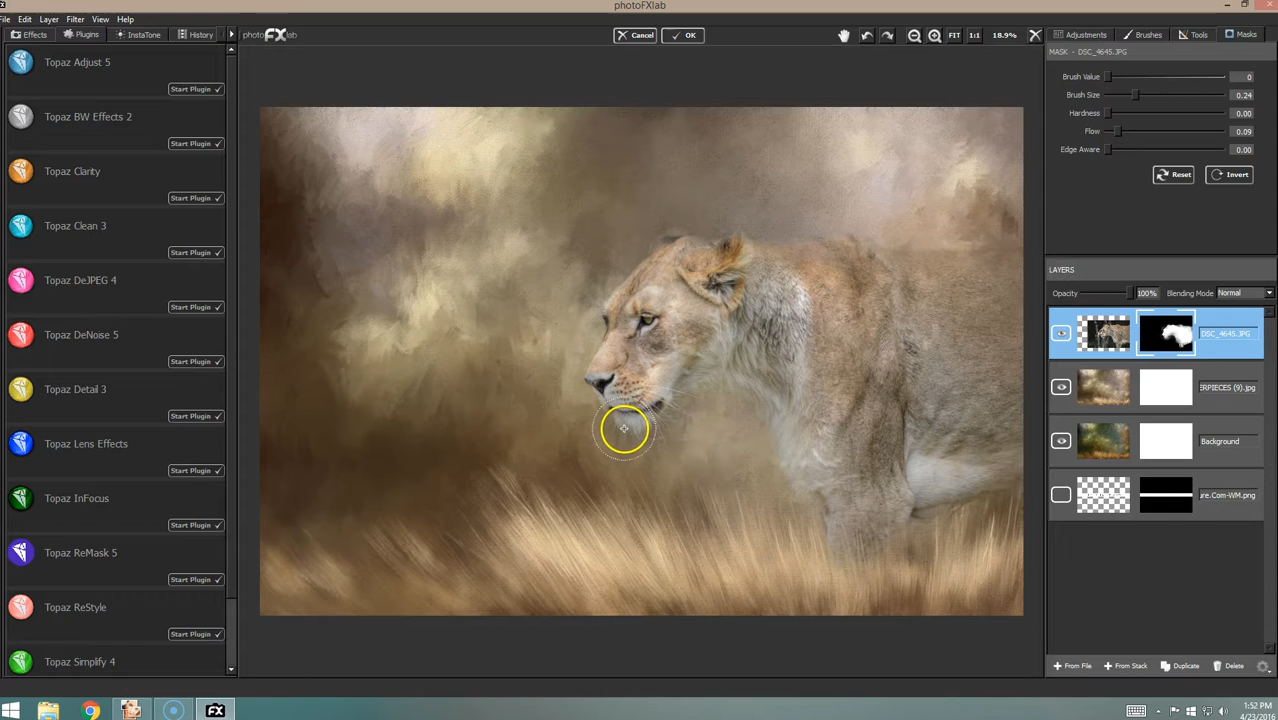 photoFXlab
File Edit Layer Filter View Help
Effects Plugins InstaTone History
photoFXlab
Cancel OK
1:1 FIT 18.9%
Adjustments Brushes Tools Masks
MASK - DSC_4645.JPG
Brush Value 0
Brush Size 0.24
Hardness 0.00
Flow 0.09
Edge Aware 0.00
Reset Invert
Topaz Adjust 5
Start Plugin
Topaz BW Effects 2
Start Plugin
Topaz Clarity
Start Plugin
Topaz Clean 3
Start Plugin
Topaz DeJPEG 4
Start Plugin
Topaz DeNoise 5
Start Plugin
Topaz Detail 3
Start Plugin
Topaz Lens Effects
Start Plugin
Topaz InFocus
Start Plugin
Topaz ReMask 5
Start Plugin
Topaz ReStyle
Start Plugin
Topaz Simplify 4
LAYERS
Opacity 100% Blending Mode Normal
DSC_4645.JPG
ERPIECES (9).jpg
Background
ure.Com-WM.png
From File From Stack Duplicate Delete
FX
1:52 PM
4/23/2016